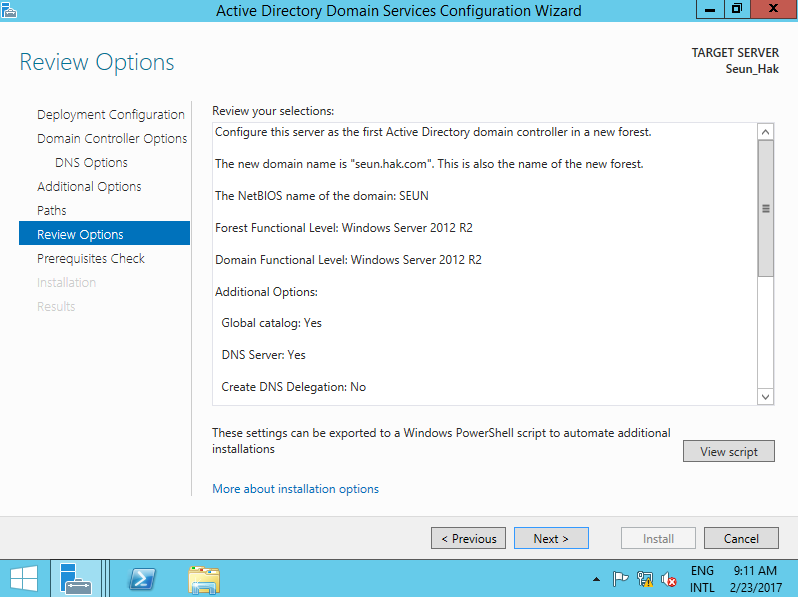 Active Directory Domain Services Configuration Wizard
Review Options
TARGET SERVER
Seun_Hak
Deployment Configuration
Domain Controller Options
DNS Options
Additional Options
Paths
Review Options
Prerequisites Check
Installation
Results
Review your selections:
Configure this server as the first Active Directory domain controller in a new forest.
The new domain name is "seun.hak.com". This is also the name of the new forest.
The NetBIOS name of the domain: SEUN
Forest Functional Level: Windows Server 2012 R2
Domain Functional Level: Windows Server 2012 R2
Additional Options:
Global catalog: Yes
DNS Server: Yes
Create DNS Delegation: No
These settings can be exported to a Windows PowerShell script to automate additional
installations
View script
More about installation options
< Previous
Next >
Install
Cancel
ENG
INTL
9:11 AM
2/23/2017